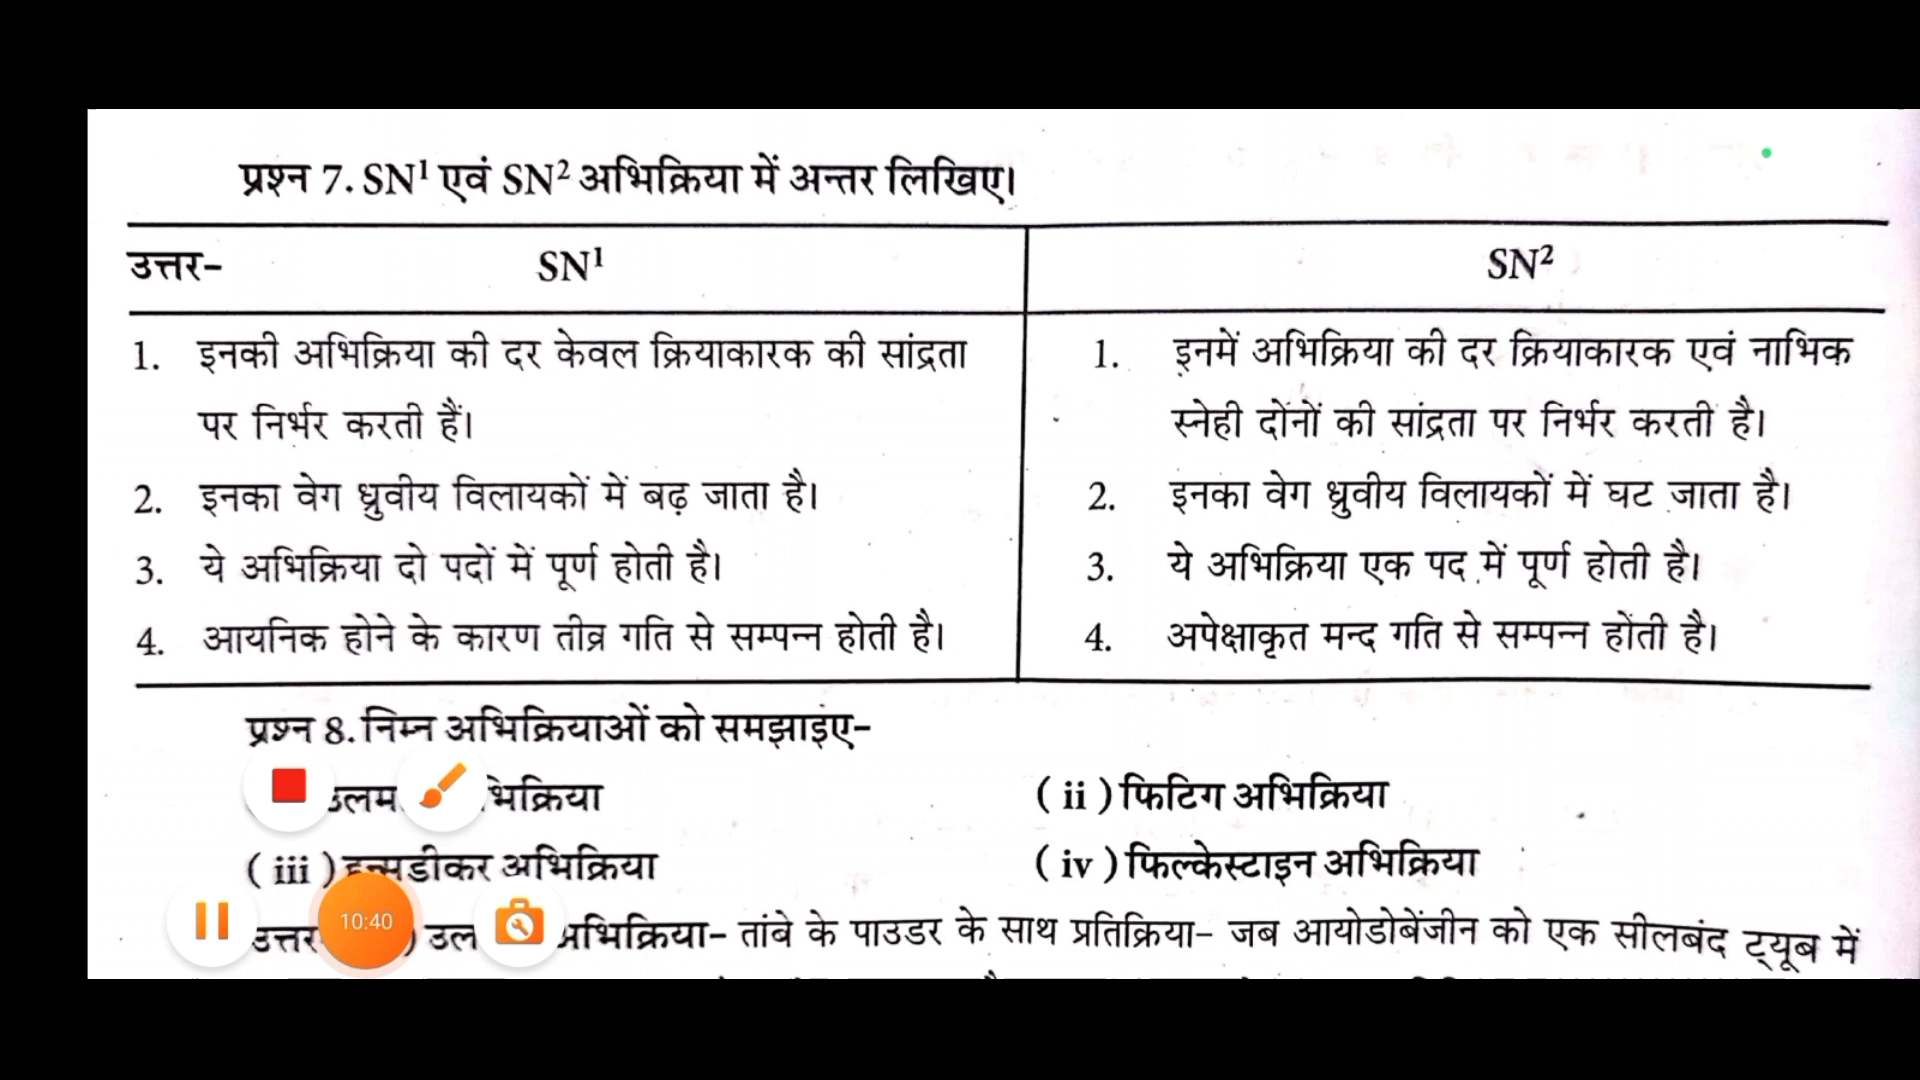 प्रश्न 7. SN¹ एवं SN² अभिक्रिया में अन्तर लिखिए।
उत्तर- SN¹ SN²
1. इनकी अभिक्रिया की दर केवल क्रियाकारक की सांद्रता
पर निर्भर करती हैं।
2. इनका वेग ध्रुवीय विलायकों में बढ़ जाता है।
3. ये अभिक्रिया दो पदों में पूर्ण होती है।
4. आयनिक होने के कारण तीव्र गति से सम्पन्न होती है।
1. इनमें अभिक्रिया की दर क्रियाकारक एवं नाभिक
स्नेही दोंनों की सांद्रता पर निर्भर करती है।
2. इनका वेग ध्रुवीय विलायकों में घट जाता है।
3. ये अभिक्रिया एक पद में पूर्ण होती है।
4. अपेक्षाकृत मन्द गति से सम्पन्न होती है।
प्रश्न 8. निम्न अभिक्रियाओं को समझाइए-
( ii ) फिटिग अभिक्रिया
( iii ) डीकर अभिक्रिया ( iv ) फिल्केस्टाइन अभिक्रिया
10:40
उत्तर अभिक्रिया- तांबे के पाउडर के साथ प्रतिक्रिया- जब आयोडोबेंजीन को एक सीलबंद ट्यूब में